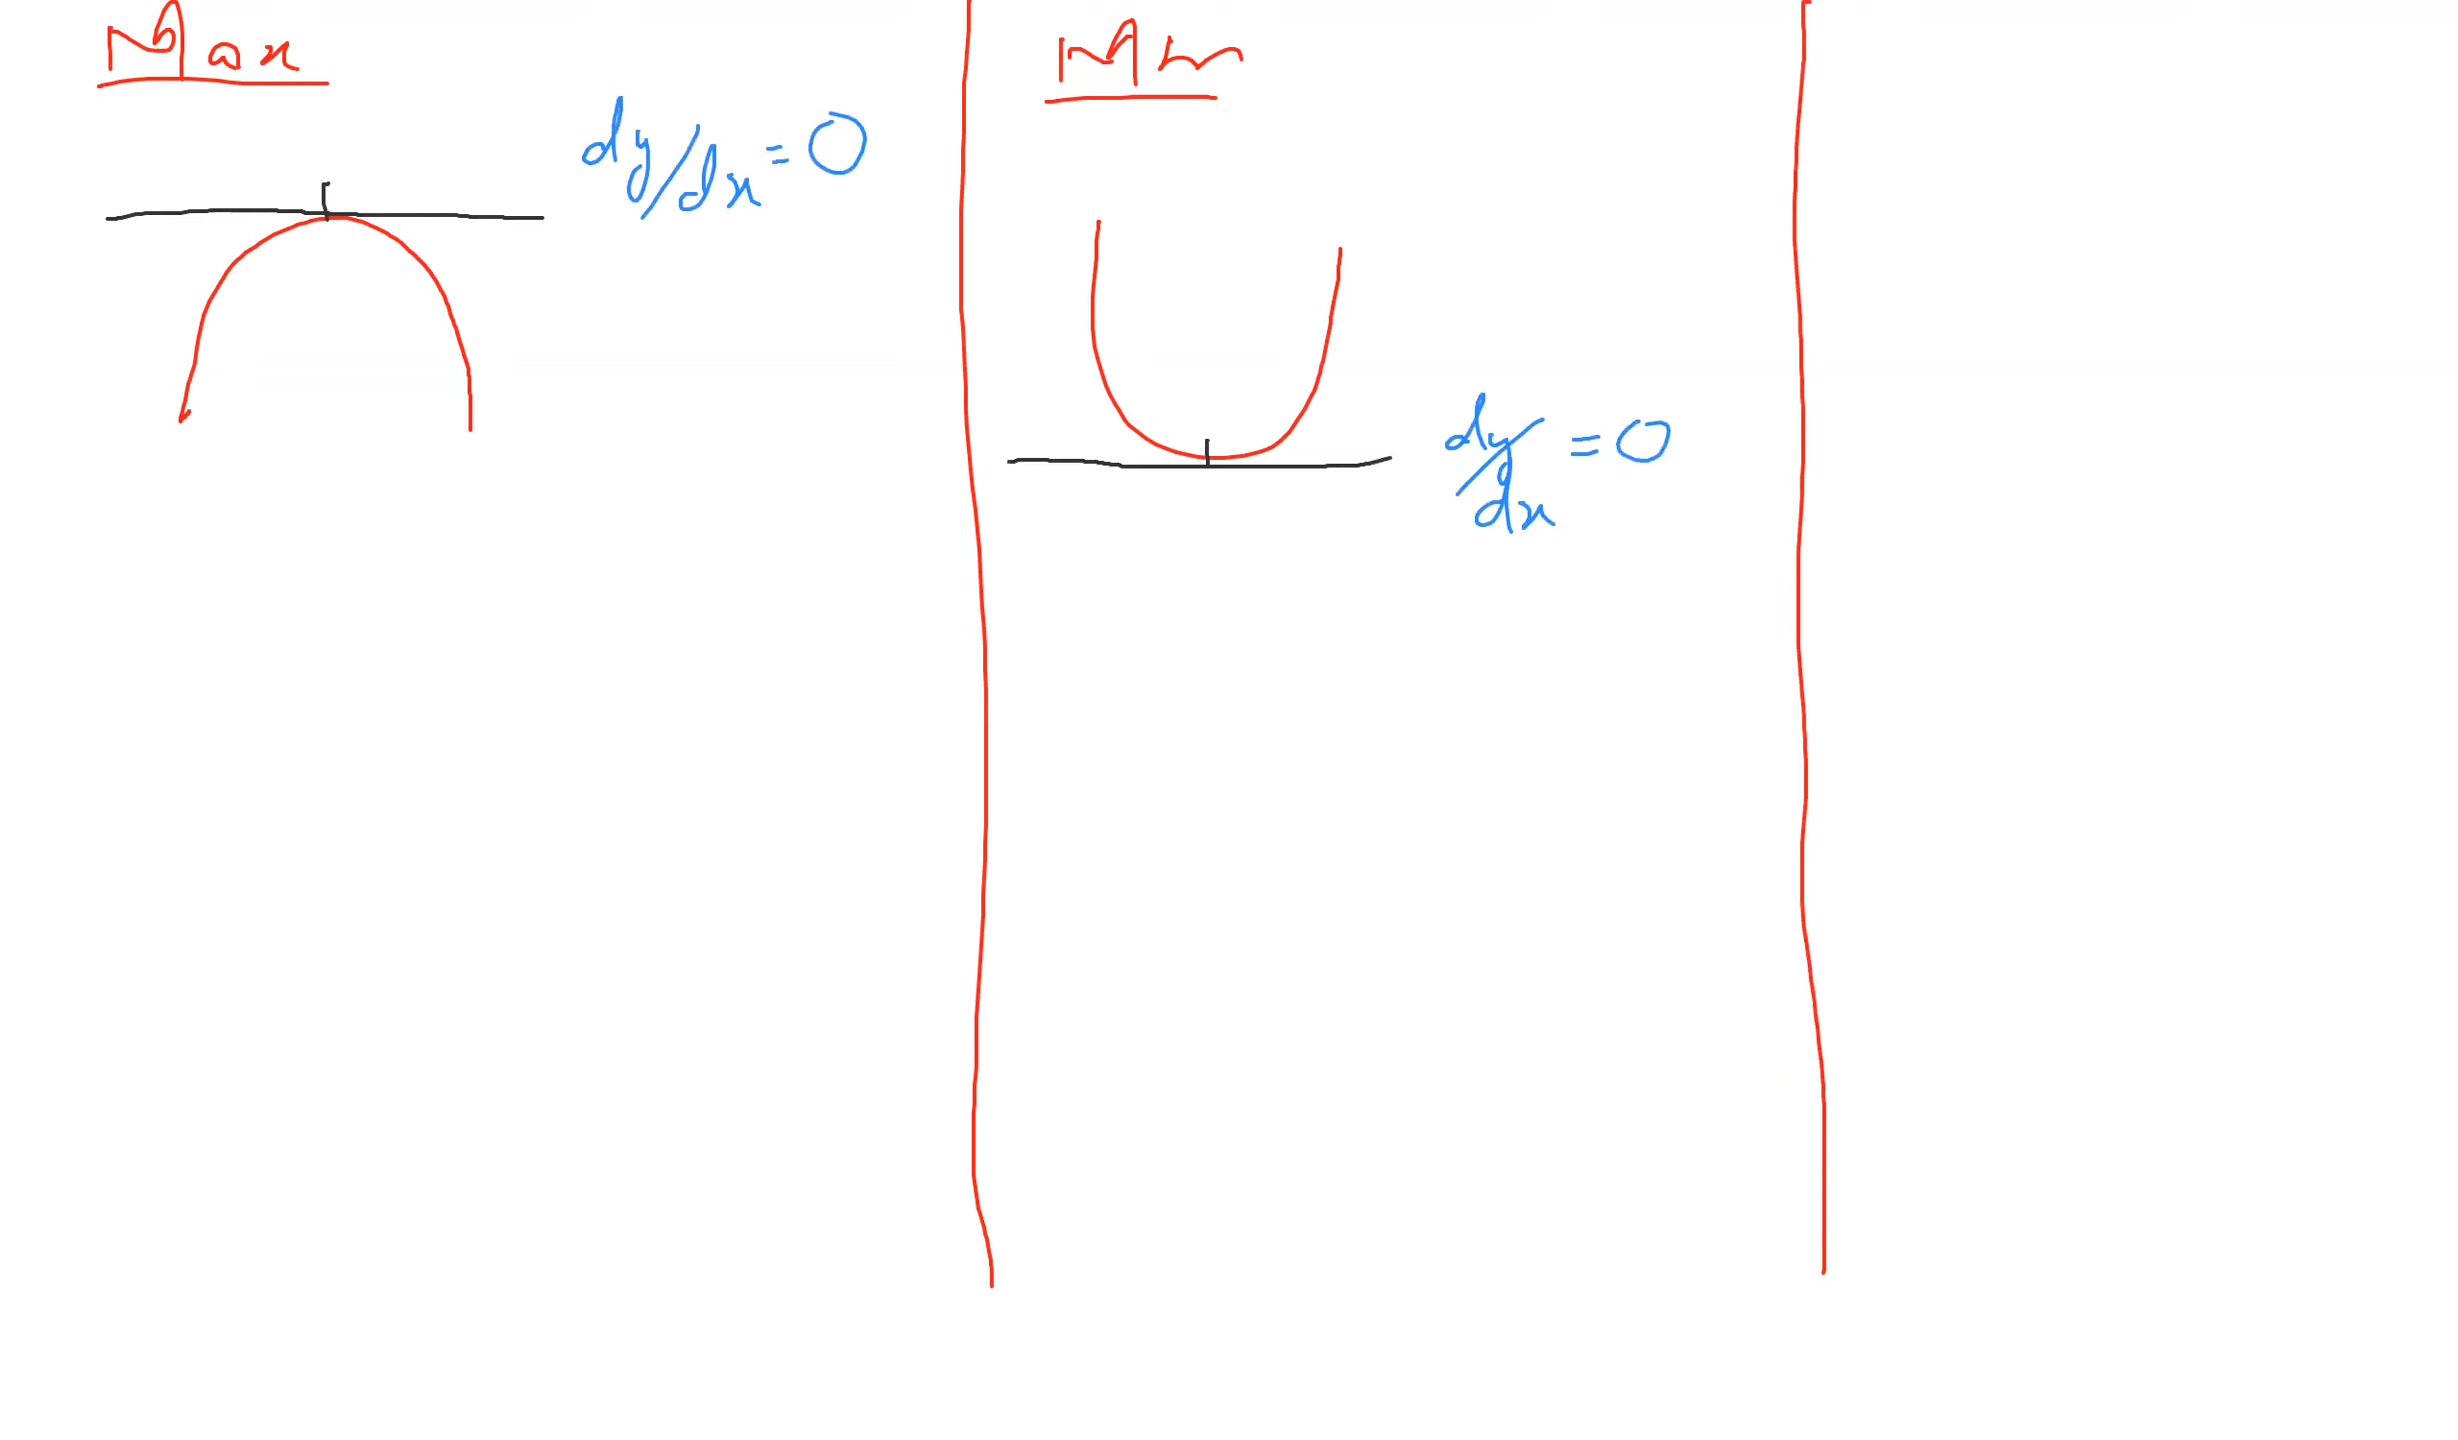 Max
dy/dx = 0
Min
dy/dx = 0